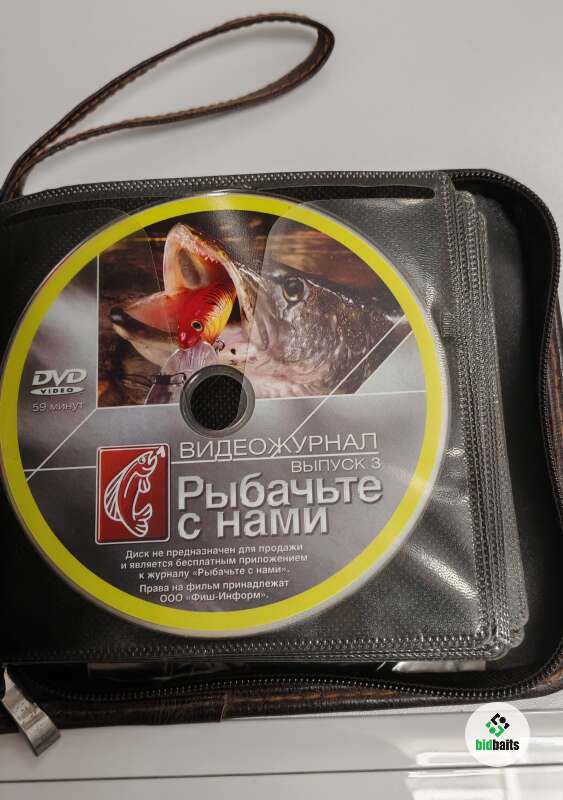 DVD
VIDEO
59 минут
ВИДЕОЖУРНАЛ
ВЫПУСК 3
Рыбачьте
с нами
Диск не предназначен для продажи
и является бесплатным приложением
к журналу «Рыбачьте с нами».
Права на фильм принадлежат
ООО «Фиш-Информ».
bidbaits